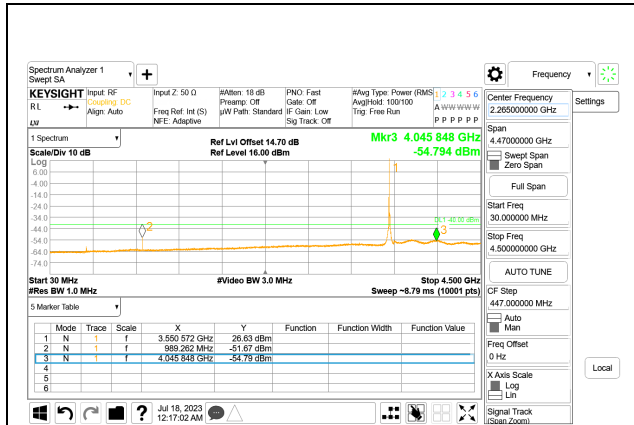 Spectrum Analyzer 1
Swept SA
Frequency
KEYSIGHT
RL
LXI
Input: RF
Coupling: DC
Align: Auto
Input Z: 50 Ω
Freq Ref: Int (S)
NFE: Adaptive
#Atten: 18 dB
Preamp: Off
µW Path: Standard
PNO: Fast
Gate: Off
IF Gain: Low
Sig Track: Off
#Avg Type: Power (RMS
Avg|Hold: 100/100
Trig: Free Run
1 2 3 4 5 6
A W W W W W
P P P P P P
1 Spectrum
Scale/Div 10 dB
Ref Lvl Offset 14.70 dB
Ref Level 16.00 dBm
Mkr3 4.045 848 GHz
-54.794 dBm
Log
6.00
-4.00
-14.0
-24.0
-34.0
-44.0
-54.0
-64.0
-74.0
1
2
3
DL1 -40.00 dBm
Start 30 MHz
#Res BW 1.0 MHz
#Video BW 3.0 MHz
Stop 4.500 GHz
Sweep ~8.79 ms (10001 pts)
5 Marker Table
Mode Trace Scale X Y Function Function Width Function Value
1 N 1 f 3.550 572 GHz 26.63 dBm
2 N 1 f 989.262 MHz -51.67 dBm
3 N 1 f 4.045 848 GHz -54.79 dBm
4
5
6
?
Jul 18, 2023
12:17:02 AM
Center Frequency
2.265000000 GHz
Settings
Span
4.47000000 GHz
Swept Span
Zero Span
Full Span
Start Freq
30.000000 MHz
Stop Freq
4.500000000 GHz
AUTO TUNE
CF Step
447.000000 MHz
Auto
Man
Freq Offset
0 Hz
X Axis Scale
Log
Lin
Local
Signal Track
(Span Zoom)